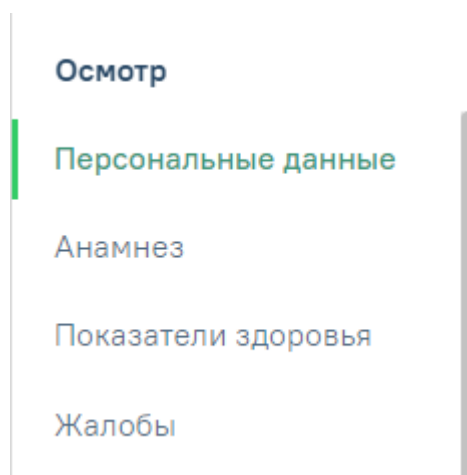 Осмотр
Персональные данные
Анамнез
Показатели здоровья
Жалобы